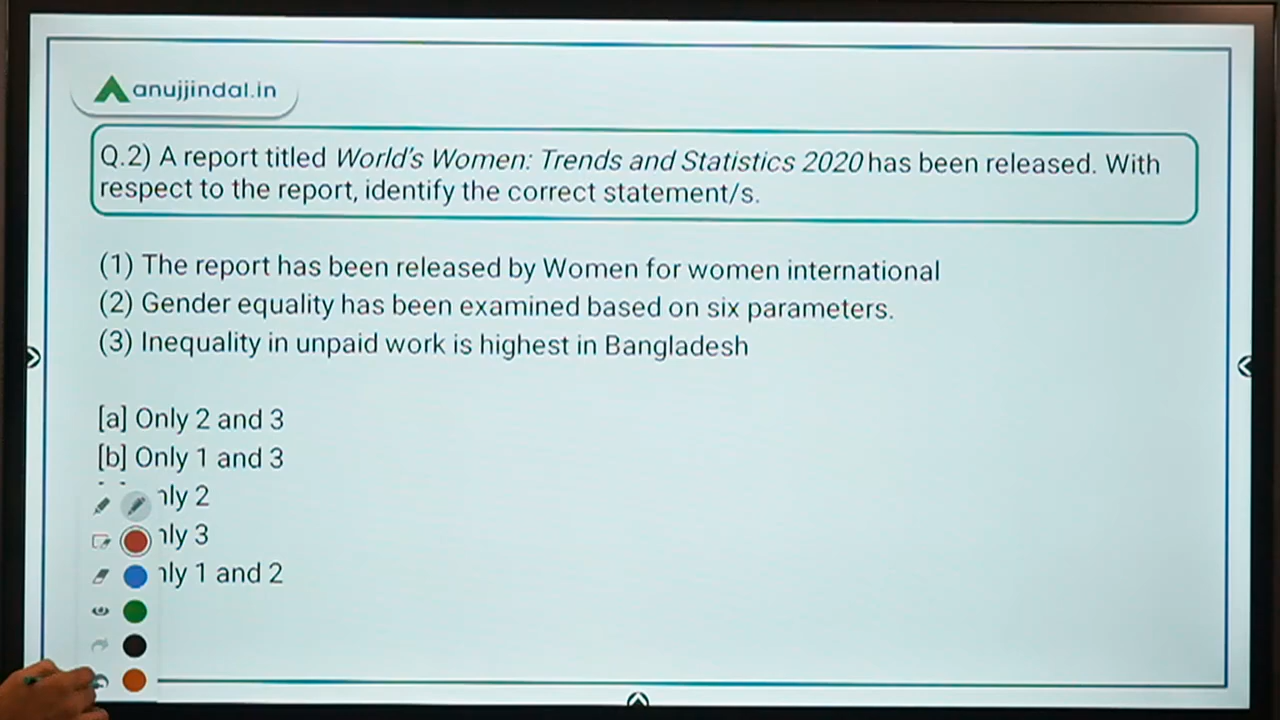 anujjindal.in
Q.2) A report titled World's Women: Trends and Statistics 2020 has been released. With
respect to the report, identify the correct statement/s.
(1) The report has been released by Women for women international
(2) Gender equality has been examined based on six parameters.
(3) Inequality in unpaid work is highest in Bangladesh
[a] Only 2 and 3
[b] Only 1 and 3
nly 2
nly 3
nly 1 and 2